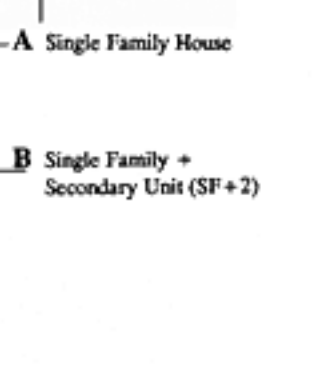 A Single Family House
B Single Family +
Secondary Unit (SF+2)